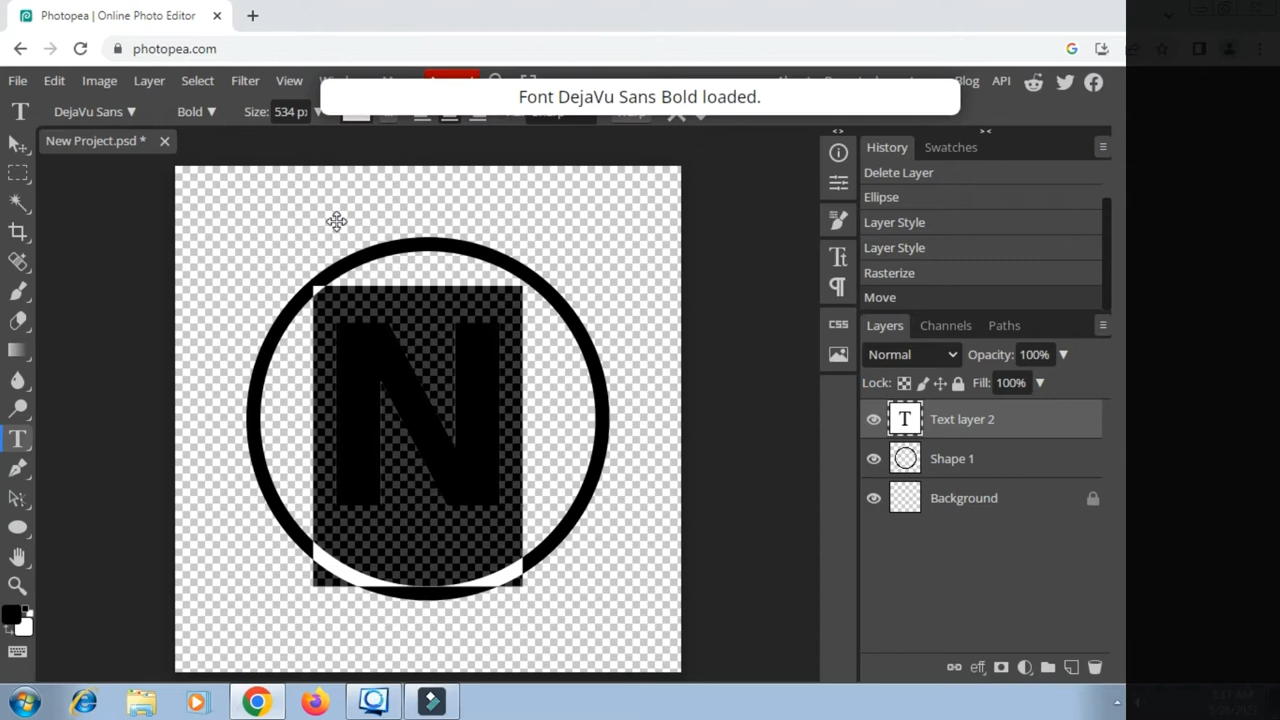 Photopea | Online Photo Editor
photopea.com
File Edit Image Layer Select Filter View
Blog API
Font DejaVu Sans Bold loaded.
T DejaVu Sans Bold Size: 534 px
New Project.psd *
History Swatches
Delete Layer
Ellipse
Layer Style
Layer Style
Rasterize
Move
Layers Channels Paths
Normal Opacity: 100%
Lock: Fill: 100%
T Text layer 2
Shape 1
Background
CSS
eff
N